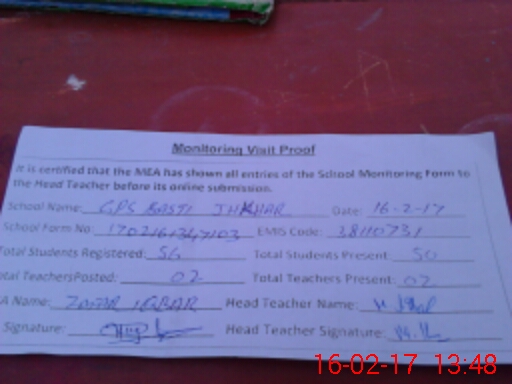 Monitoring Visit Proof
It is certified that the MEA has shown all entries of the School Monitoring Form to
the Head Teacher before its online submission.
School Name: GPS BASTI JHKHAR Date: 16-2-17
School Form No: EMIS Code: 38110731
Total Students Registered: 56 Total Students Present 50
Total TeachersPosted: 02 Total Teachers Present: 02
A Name: ZAFAR IQBAR Head Teacher Name:
Signature: Head Teacher Signature:
16-02-17 13:48